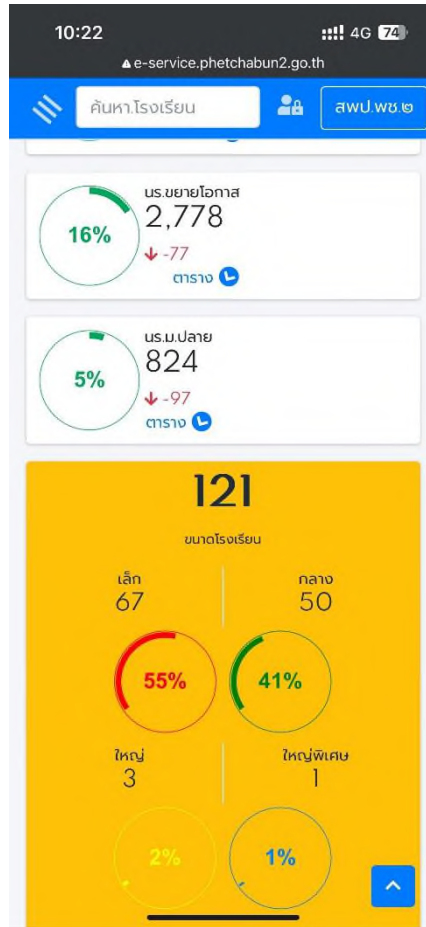 10:22
4G 74
e-service.phetchabun2.go.th
ค้นหา.โรงเรียน
สพป.พช.๒
นร.ขยายโอกาส
16%
2,778
-77
ตาราง
นร.ม.ปลาย
5%
824
-97
ตาราง
121
ขนาดโรงเรียน
เล็ก กลาง
67 50
55% 41%
ใหญ่ ใหญ่พิเศษ
3 1
2% 1%